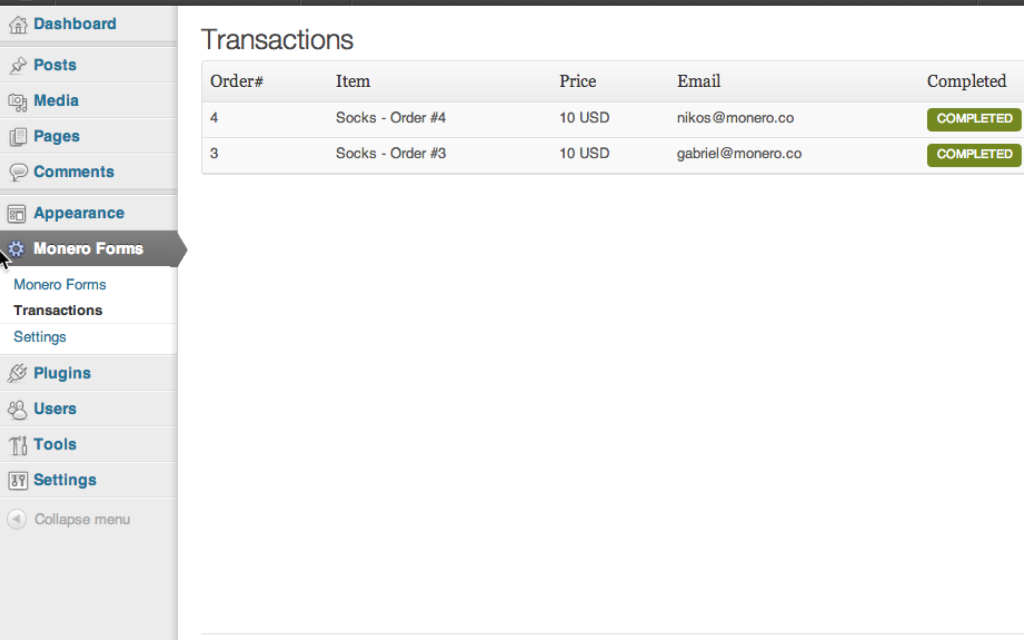 Dashboard
Posts
Media
Pages
Comments
Appearance
Monero Forms
Monero Forms
Transactions
Settings
Plugins
Users
Tools
Settings
Collapse menu
Transactions
Order# Item Price Email Completed
4 Socks - Order #4 10 USD nikos@monero.co COMPLETED
3 Socks - Order #3 10 USD gabriel@monero.co COMPLETED